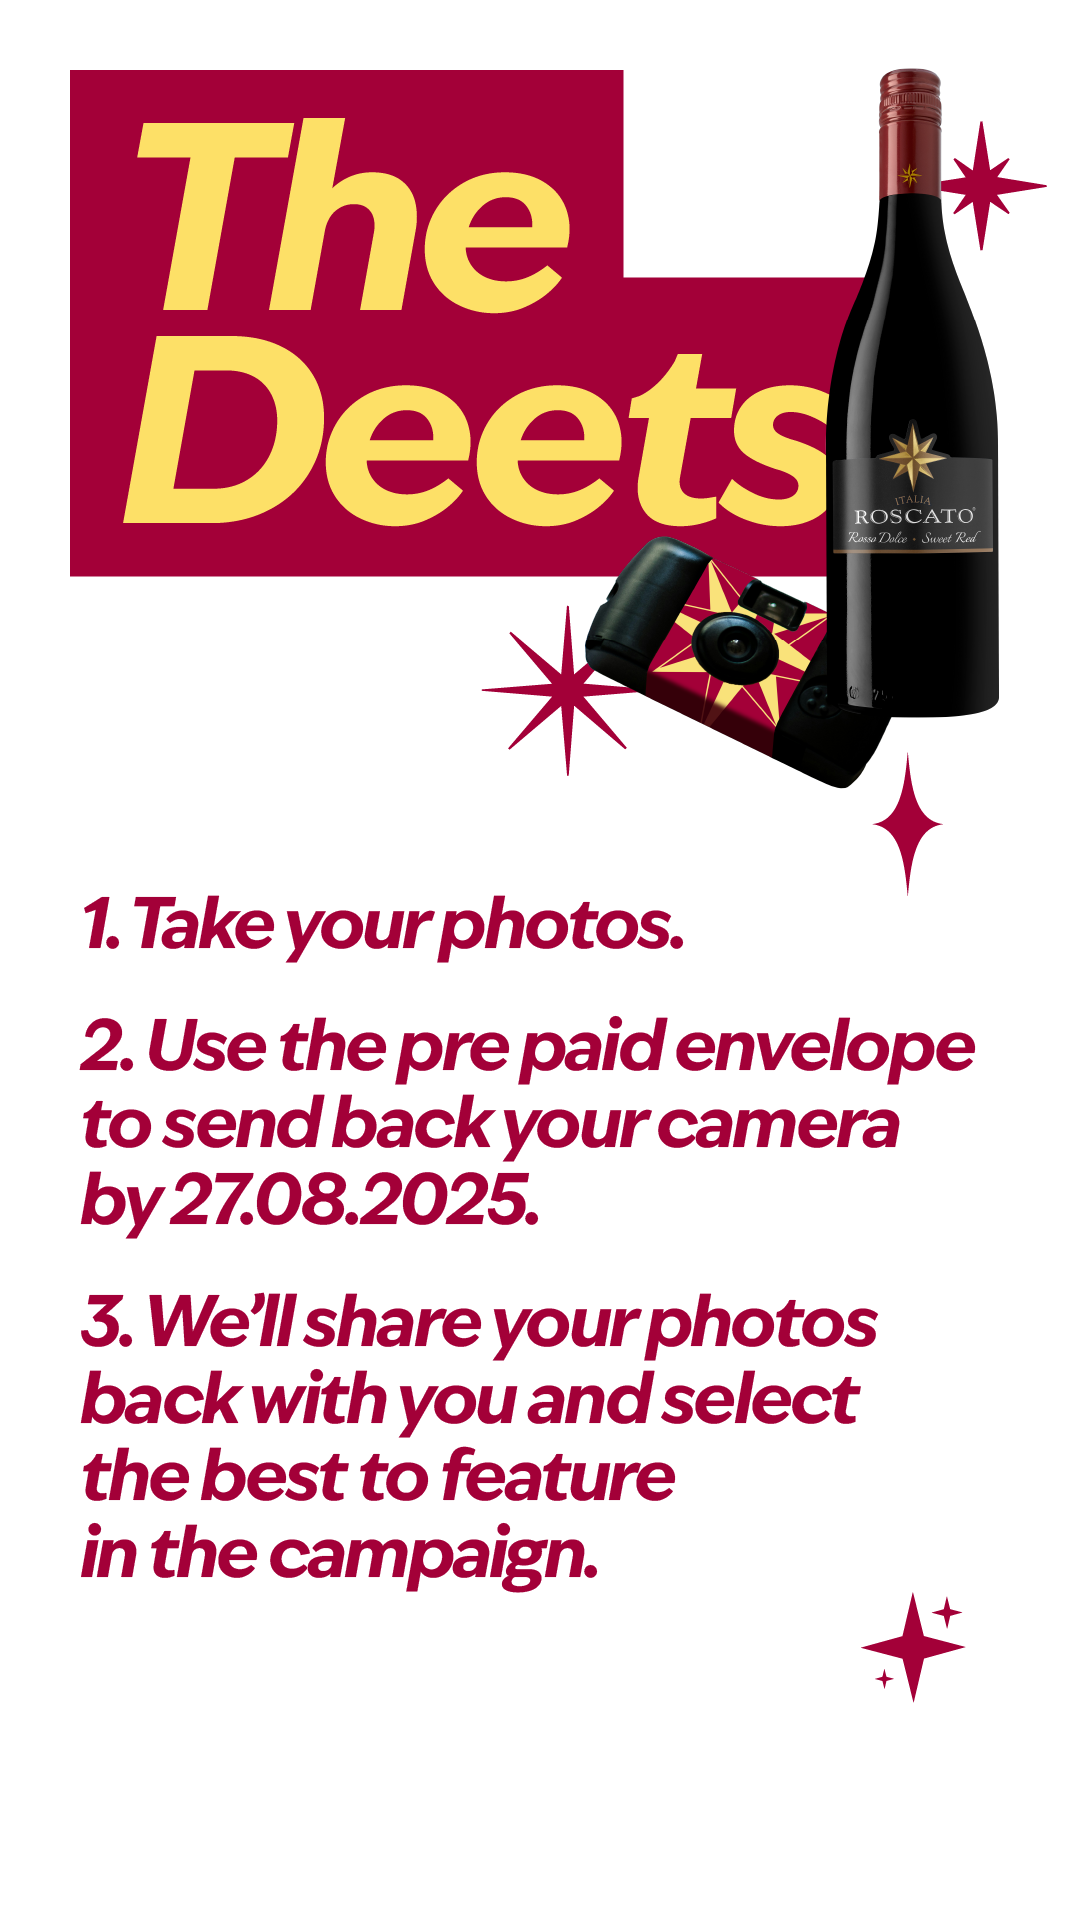 The
Deets
ITALIA
ROSCATO®
Rosso Dolce - Sweet Red
1. Take your photos.
2. Use the pre paid envelope
to send back your camera
by 27.08.2025.
3. We’ll share your photos
back with you and select
the best to feature
in the campaign.